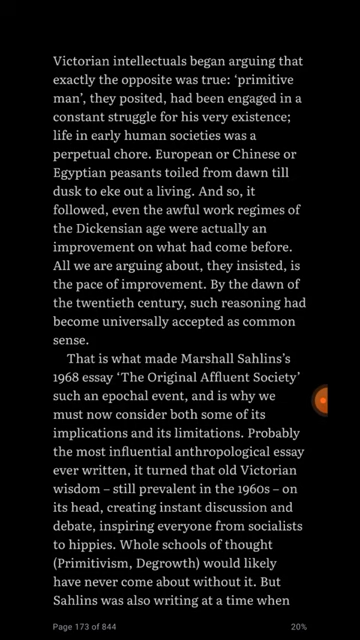 Victorian intellectuals began arguing that
exactly the opposite was true: ‘primitive
man’, they posited, had been engaged in a
constant struggle for his very existence;
life in early human societies was a
perpetual chore. European or Chinese or
Egyptian peasants toiled from dawn till
dusk to eke out a living. And so, it
followed, even the awful work regimes of
the Dickensian age were actually an
improvement on what had come before.
All we are arguing about, they insisted, is
the pace of improvement. By the dawn of
the twentieth century, such reasoning had
become universally accepted as common
sense.
That is what made Marshall Sahlins’s
1968 essay ‘The Original Affluent Society’
such an epochal event, and is why we
must now consider both some of its
implications and its limitations. Probably
the most influential anthropological essay
ever written, it turned that old Victorian
wisdom – still prevalent in the 1960s – on
its head, creating instant discussion and
debate, inspiring everyone from socialists
to hippies. Whole schools of thought
(Primitivism, Degrowth) would likely
have never come about without it. But
Sahlins was also writing at a time when
Page 173 of 844
20%